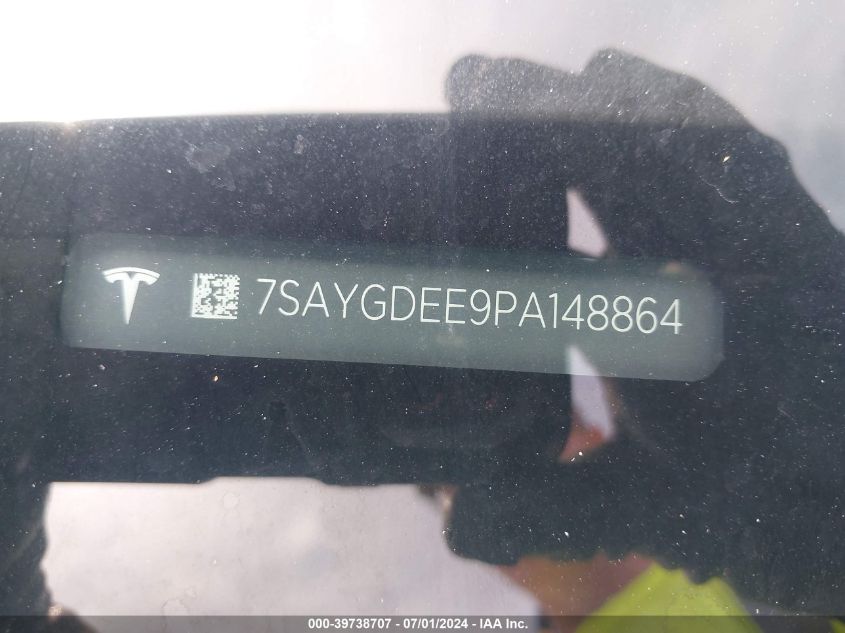 7SAYGDEE9PA148864
000-39738707 - 07/01/2024 - IAA Inc.